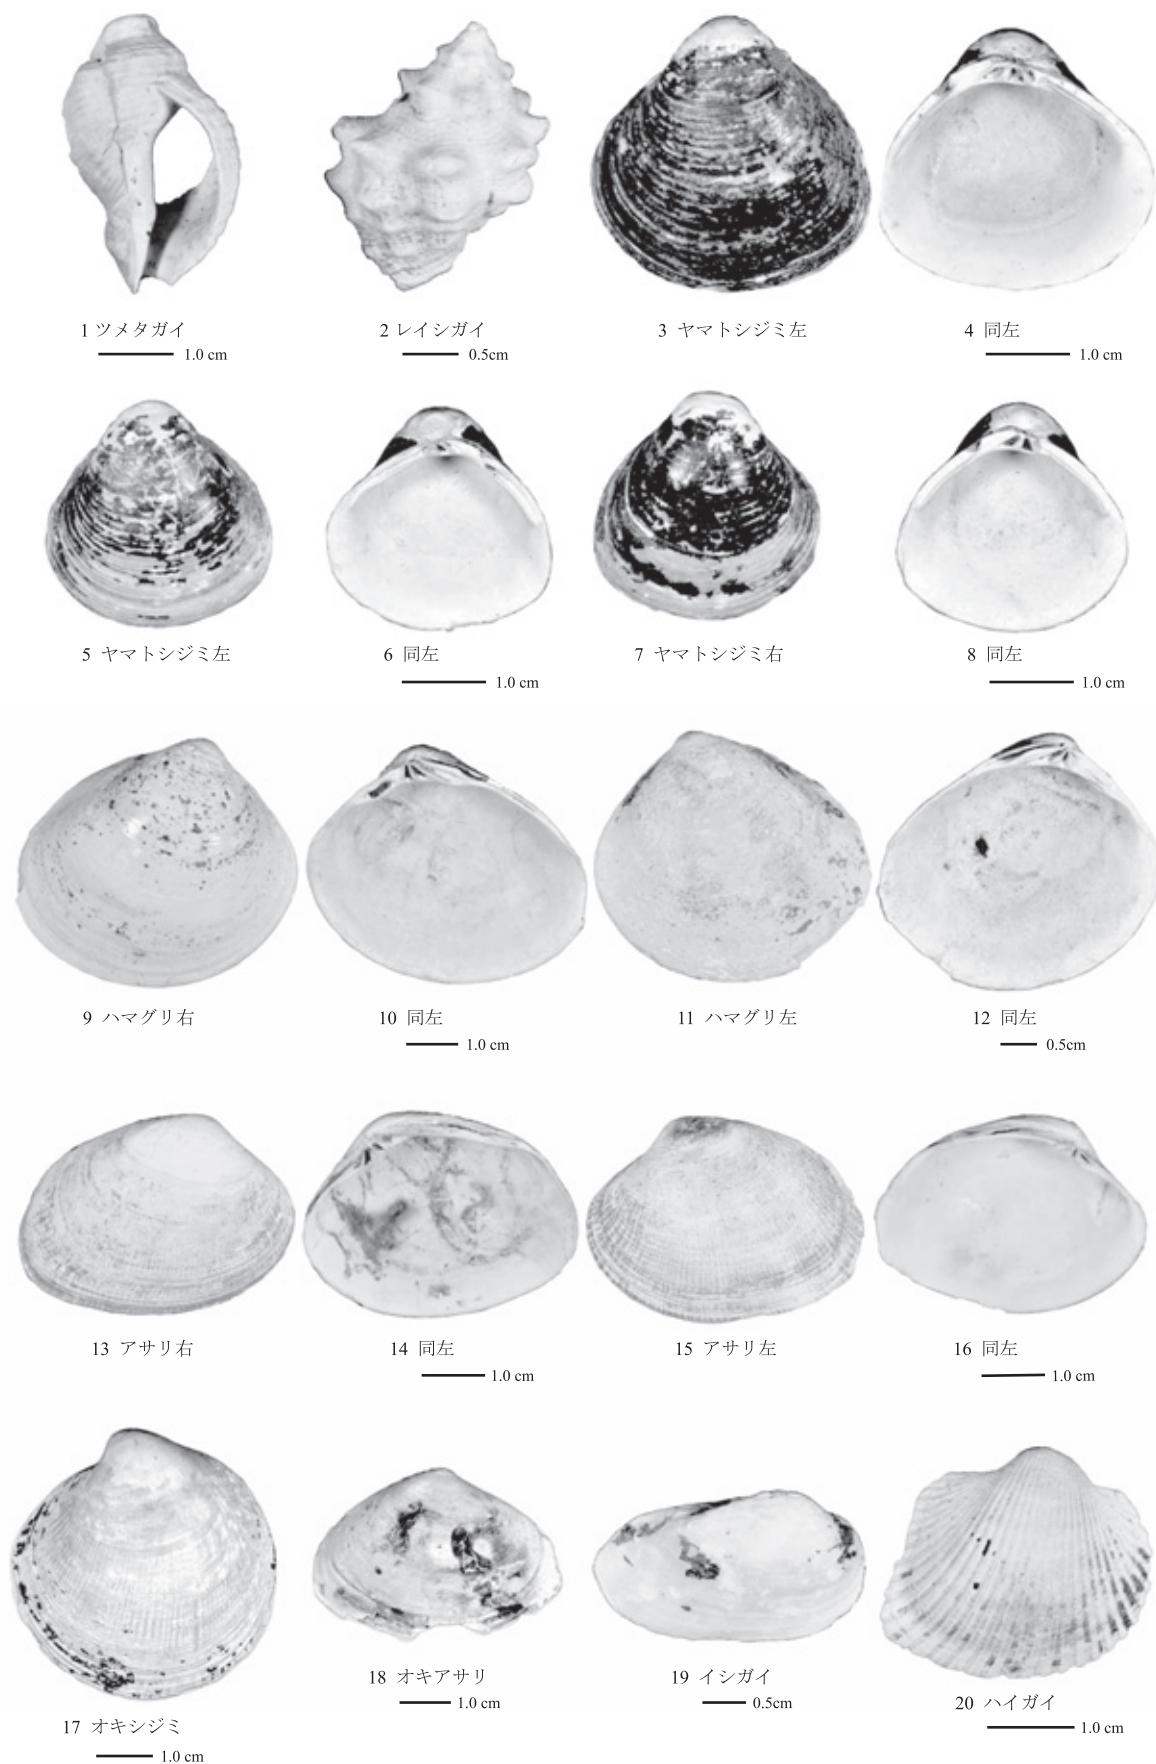 1 ツメタガイ
1.0 cm
2 レイシガイ
0.5cm
3 ヤマトシジミ左
4 同左
1.0 cm
5 ヤマトシジミ左
6 同左
1.0 cm
7 ヤマトシジミ右
8 同左
1.0 cm
9 ハマグリ右
10 同左
1.0 cm
11 ハマグリ左
12 同左
0.5cm
13 アサリ右
14 同左
1.0 cm
15 アサリ左
16 同左
1.0 cm
17 オキシジミ
1.0 cm
18 オキアサリ
1.0 cm
19 イシガイ
0.5cm
20 ハイガイ
1.0 cm